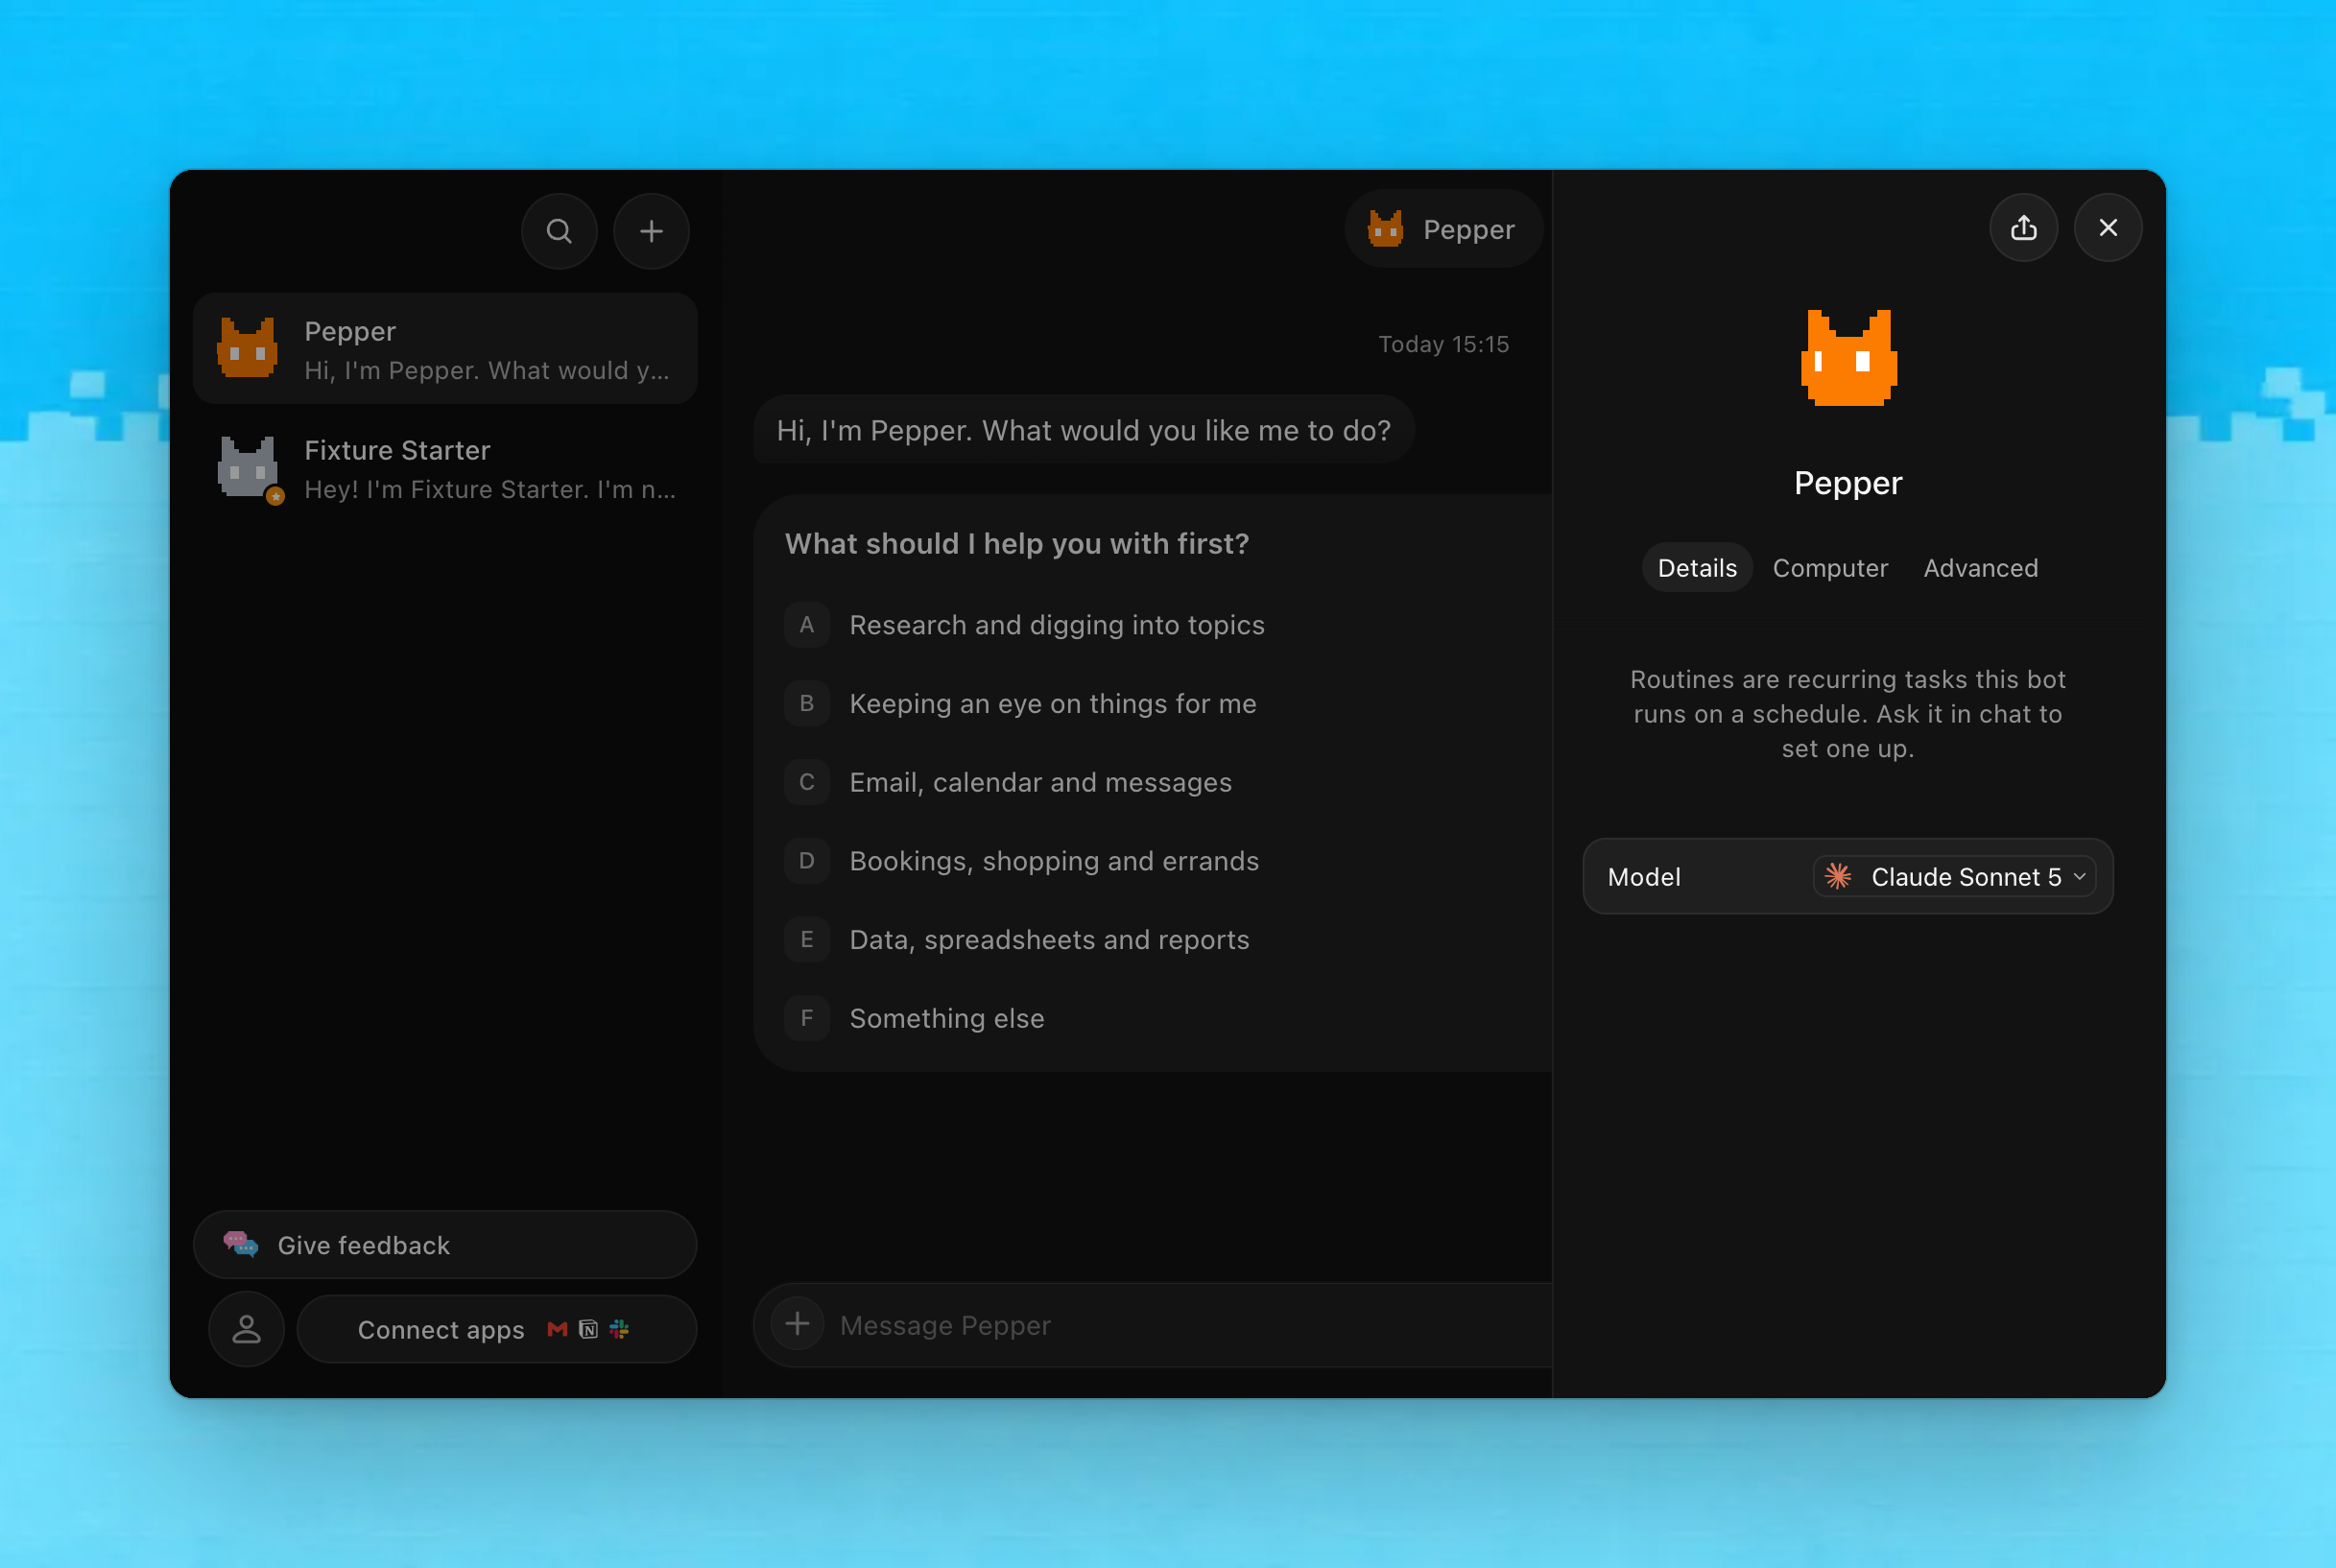 Pepper
Hi, I'm Pepper. What would y...
Fixture Starter
Hey! I'm Fixture Starter. I'm n...
Give feedback
Connect apps
Pepper
Today 15:15
Hi, I'm Pepper. What would you like me to do?
What should I help you with first?
A Research and digging into topics
B Keeping an eye on things for me
C Email, calendar and messages
D Bookings, shopping and errands
E Data, spreadsheets and reports
F Something else
Message Pepper
Pepper
Details Computer Advanced
Routines are recurring tasks this bot
runs on a schedule. Ask it in chat to
set one up.
Model Claude Sonnet 5